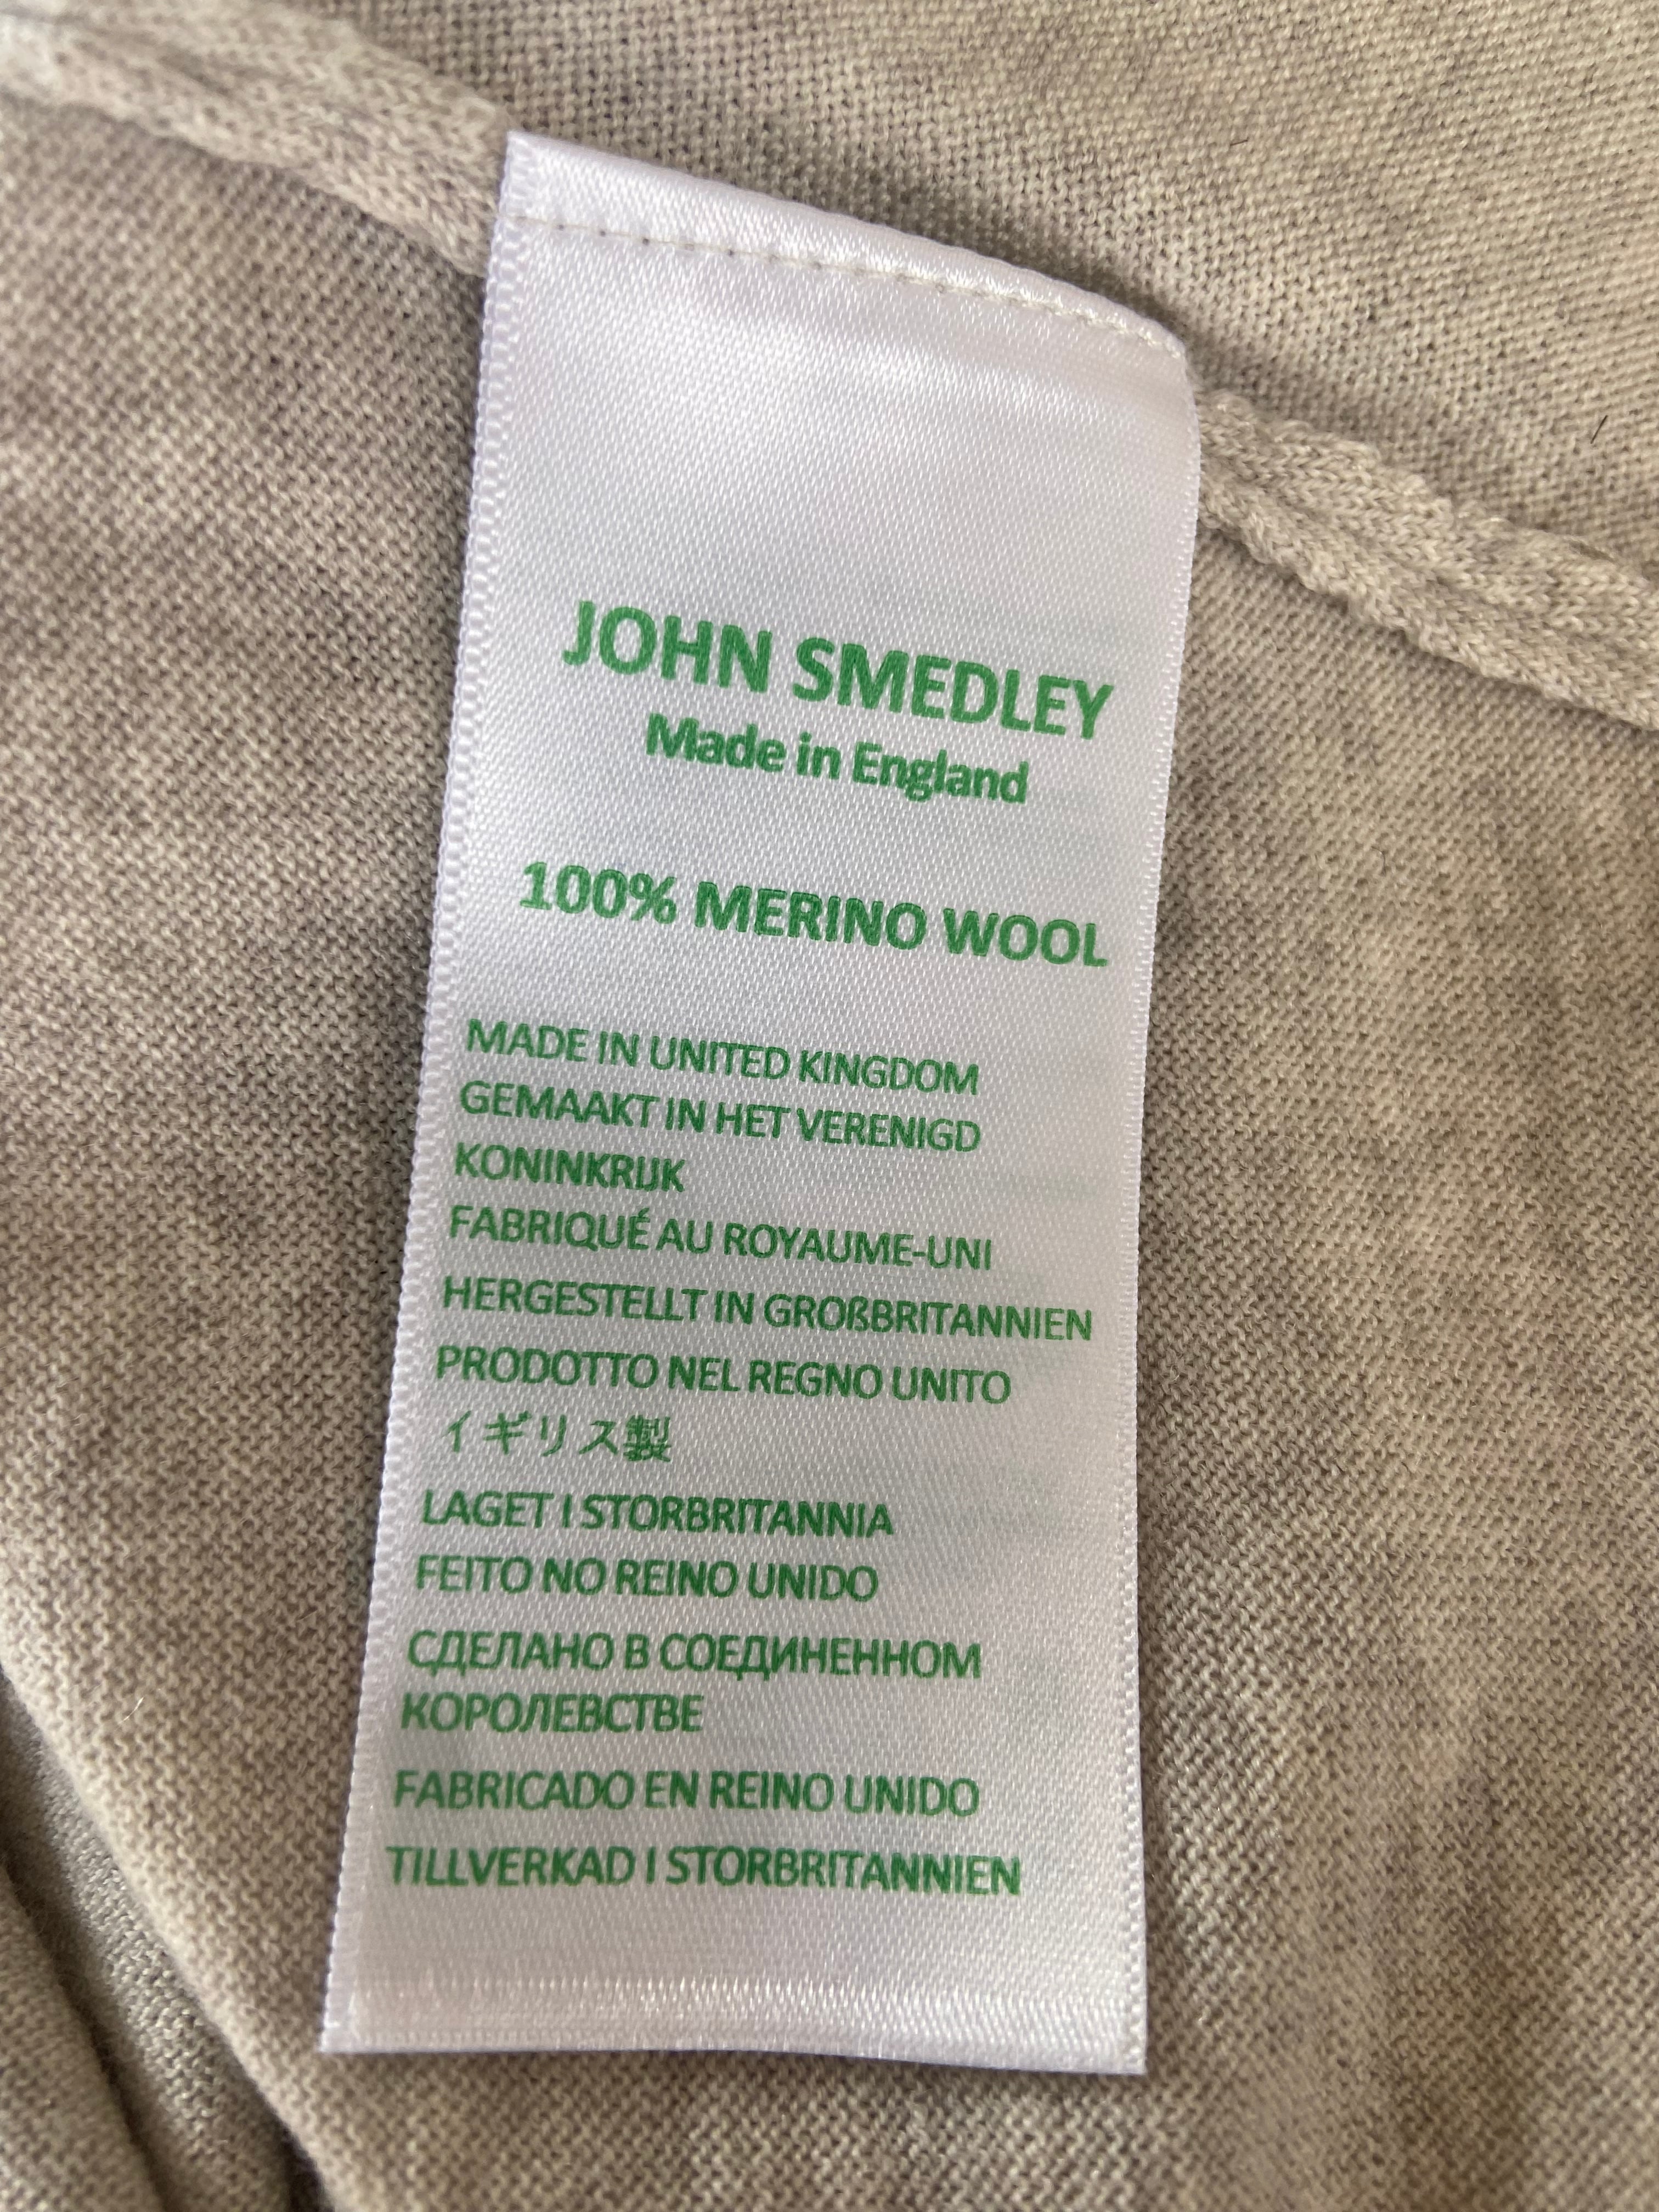 JOHN SMEDLEY
Made in England
100% MERINO WOOL
MADE IN UNITED KINGDOM
GEMAAKT IN HET VERENIGD
KONINKRIJK
FABRIQUÉ AU ROYAUME-UNI
HERGESTELLT IN GROßBRITANNIEN
PRODOTTO NEL REGNO UNITO
イギリス製
LAGET I STORBRITANNIA
FEITO NO REINO UNIDO
СДЕЛАНО В СОЕДИНЕННОМ
КОРОЛЕВСТВЕ
FABRICADO EN REINO UNIDO
TILLVERKAD I STORBRITANNIEN